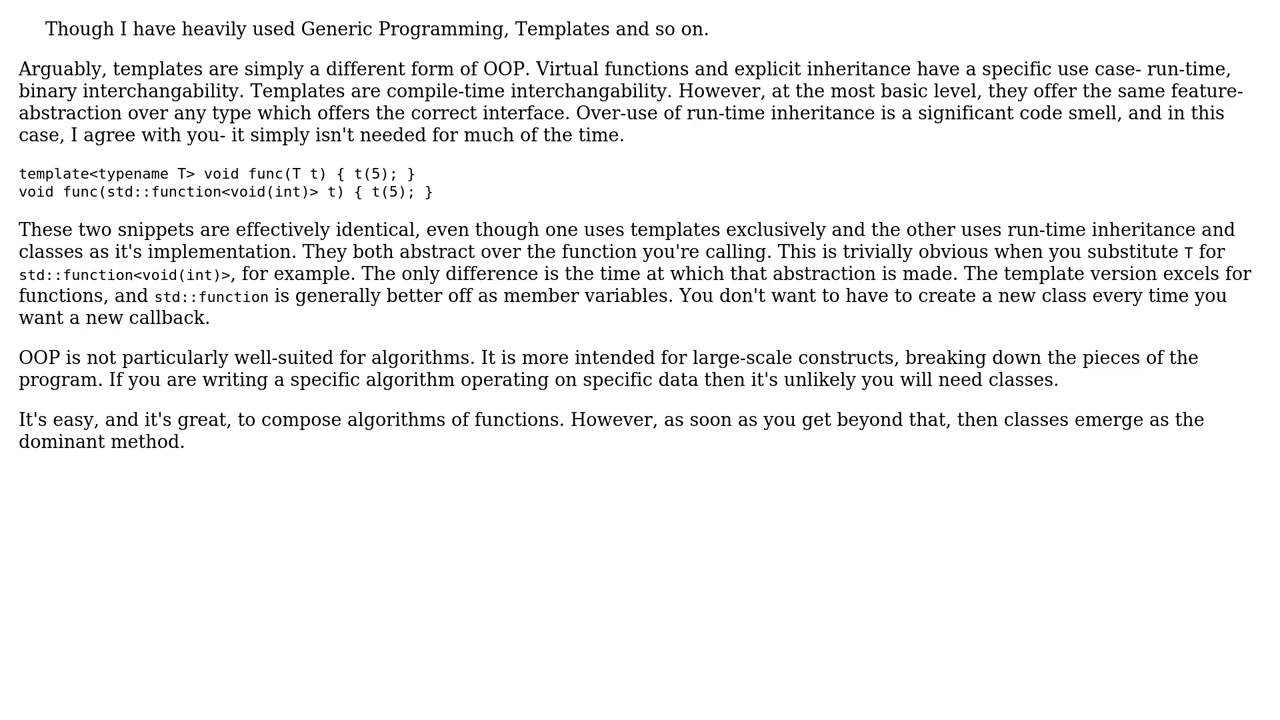 Though I have heavily used Generic Programming, Templates and so on.
Arguably, templates are simply a different form of OOP. Virtual functions and explicit inheritance have a specific use case- run-time,
binary interchangability. Templates are compile-time interchangability. However, at the most basic level, they offer the same feature-
abstraction over any type which offers the correct interface. Over-use of run-time inheritance is a significant code smell, and in this
case, I agree with you- it simply isn't needed for much of the time.
template<typename T> void func(T t) { t(5); }
void func(std::function<void(int)> t) { t(5); }
These two snippets are effectively identical, even though one uses templates exclusively and the other uses run-time inheritance and
classes as it's implementation. They both abstract over the function you're calling. This is trivially obvious when you substitute T for
std::function<void(int)>, for example. The only difference is the time at which that abstraction is made. The template version excels for
functions, and std::function is generally better off as member variables. You don't want to have to create a new class every time you
want a new callback.
OOP is not particularly well-suited for algorithms. It is more intended for large-scale constructs, breaking down the pieces of the
program. If you are writing a specific algorithm operating on specific data then it's unlikely you will need classes.
It's easy, and it's great, to compose algorithms of functions. However, as soon as you get beyond that, then classes emerge as the
dominant method.